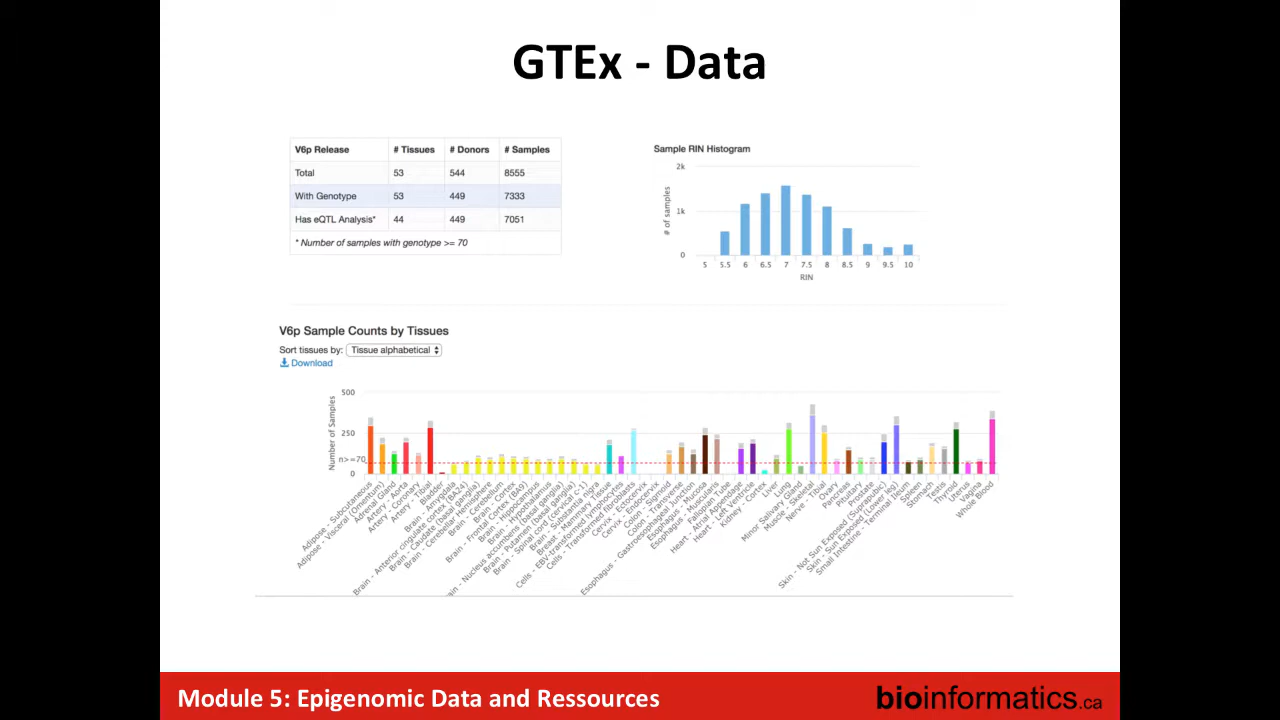 GTEx - Data
V6p Release # Tissues # Donors # Samples
Total 53 544 8555
With Genotype 53 449 7333
Has eQTL Analysis* 44 449 7051
* Number of samples with genotype >= 70
Sample RIN Histogram
2k
1k
0
# of samples
5 5.5 6 6.5 7 7.5 8 8.5 9 9.5 10
RIN
V6p Sample Counts by Tissues
Sort tissues by: Tissue alphabetical
Download
500
250
n>=70
0
Number of Samples
Adipose - Subcutaneous
Adipose - Visceral (Omentum)
Adrenal Gland
Artery - Aorta
Artery - Coronary
Artery - Tibial
Bladder
Brain - Amygdala
Brain - Anterior cingulate cortex (BA24)
Brain - Caudate (basal ganglia)
Brain - Cerebellar Hemisphere
Brain - Cerebellum
Brain - Cortex
Brain - Frontal Cortex (BA9)
Brain - Hippocampus
Brain - Hypothalamus
ain - Nucleus accumbens (basal ganglia)
Brain - Putamen (basal ganglia)
Brain - Spinal cord (cervical c-1)
Brain - Substantia nigra
Breast - Mammary Tissue
Cells - EBV-transformed lymphocytes
Cells - Transformed fibroblasts
Cervix - Ectocervix
Cervix - Endocervix
Colon - Sigmoid
Colon - Transverse
Esophagus - Gastroesophageal Junction
Esophagus - Mucosa
Esophagus - Muscularis
Fallopian Tube
Heart - Atrial Appendage
Heart - Left Ventricle
Kidney - Cortex
Liver
Lung
Minor Salivary Gland
Muscle - Skeletal
Nerve - Tibial
Ovary
Pancreas
Pituitary
Prostate
Skin - Not Sun Exposed (Suprapubic)
Skin - Sun Exposed (Lower leg)
Small Intestine - Terminal Ileum
Spleen
Stomach
Testis
Thyroid
Uterus
Vagina
Whole Blood
Module 5: Epigenomic Data and Ressources
bioinformatics.ca